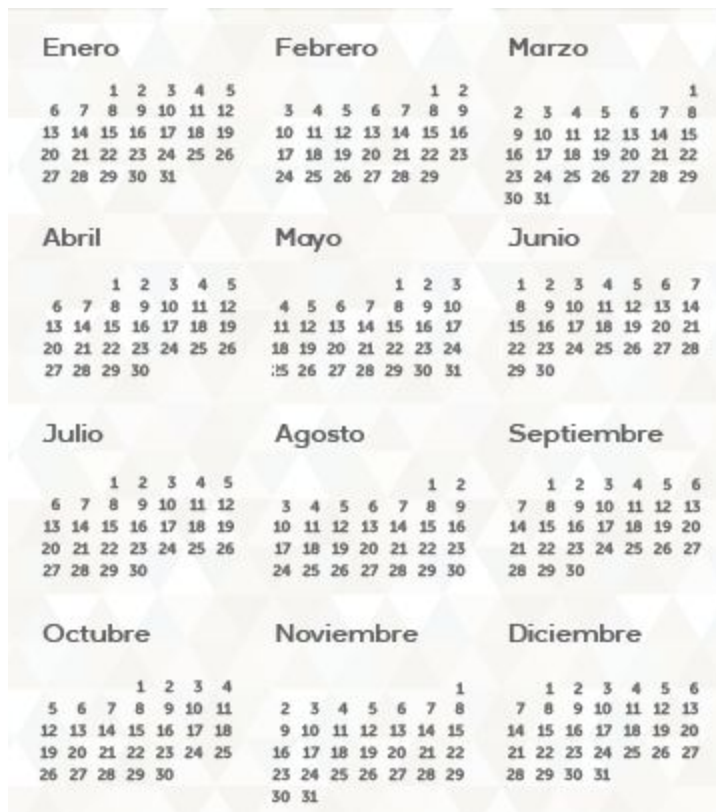 Enero
1 2 3 4 5
6 7 8 9 10 11 12
13 14 15 16 17 18 19
20 21 22 23 24 25 26
27 28 29 30 31
Febrero
1 2
3 4 5 6 7 8 9
10 11 12 13 14 15 16
17 18 19 20 21 22 23
24 25 26 27 28 29
Marzo
1
2 3 4 5 6 7 8
9 10 11 12 13 14 15
16 17 18 19 20 21 22
23 24 25 26 27 28 29
30 31
Abril
1 2 3 4 5
6 7 8 9 10 11 12
13 14 15 16 17 18 19
20 21 22 23 24 25 26
27 28 29 30
Mayo
1 2 3
4 5 6 7 8 9 10
11 12 13 14 15 16 17
18 19 20 21 22 23 24
25 26 27 28 29 30 31
Junio
1 2 3 4 5 6 7
8 9 10 11 12 13 14
15 16 17 18 19 20 21
22 23 24 25 26 27 28
29 30
Julio
1 2 3 4 5
6 7 8 9 10 11 12
13 14 15 16 17 18 19
20 21 22 23 24 25 26
27 28 29 30
Agosto
1 2
3 4 5 6 7 8 9
10 11 12 13 14 15 16
17 18 19 20 21 22 23
24 25 26 27 28 29 30
Septiembre
1 2 3 4 5 6
7 8 9 10 11 12 13
14 15 16 17 18 19 20
21 22 23 24 25 26 27
28 29 30
Octubre
1 2 3 4
5 6 7 8 9 10 11
12 13 14 15 16 17 18
19 20 21 22 23 24 25
26 27 28 29 30
Noviembre
1
2 3 4 5 6 7 8
9 10 11 12 13 14 15
16 17 18 19 20 21 22
23 24 25 26 27 28 29
30 31
Diciembre
1 2 3 4 5 6
7 8 9 10 11 12 13
14 15 16 17 18 19 20
21 22 23 24 25 26 27
28 29 30 31